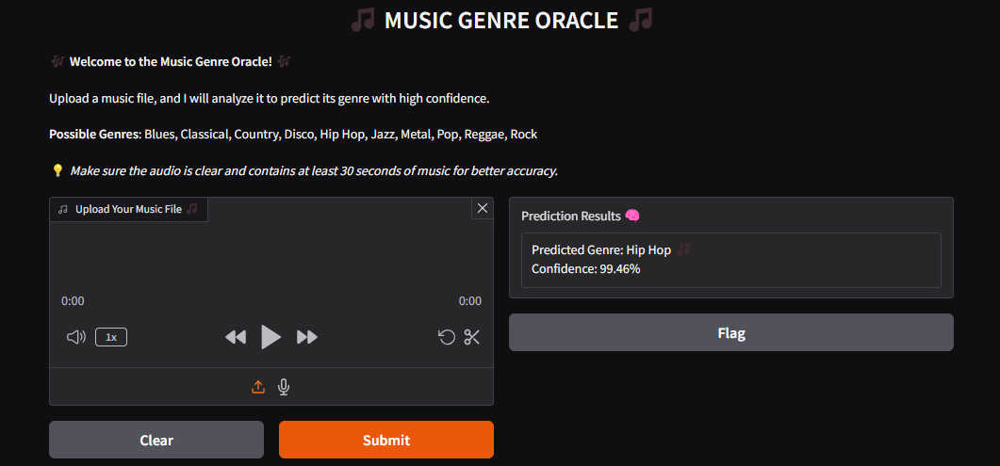 🎵 MUSIC GENRE ORACLE 🎵
🎶 Welcome to the Music Genre Oracle! 🎶
Upload a music file, and I will analyze it to predict its genre with high confidence.
Possible Genres: Blues, Classical, Country, Disco, Hip Hop, Jazz, Metal, Pop, Reggae, Rock
💡 Make sure the audio is clear and contains at least 30 seconds of music for better accuracy.
Upload Your Music File 🎵
0:00 0:00
1x
Clear
Submit
Prediction Results 🧠
Predicted Genre: Hip Hop 🎵
Confidence: 99.46%
Flag